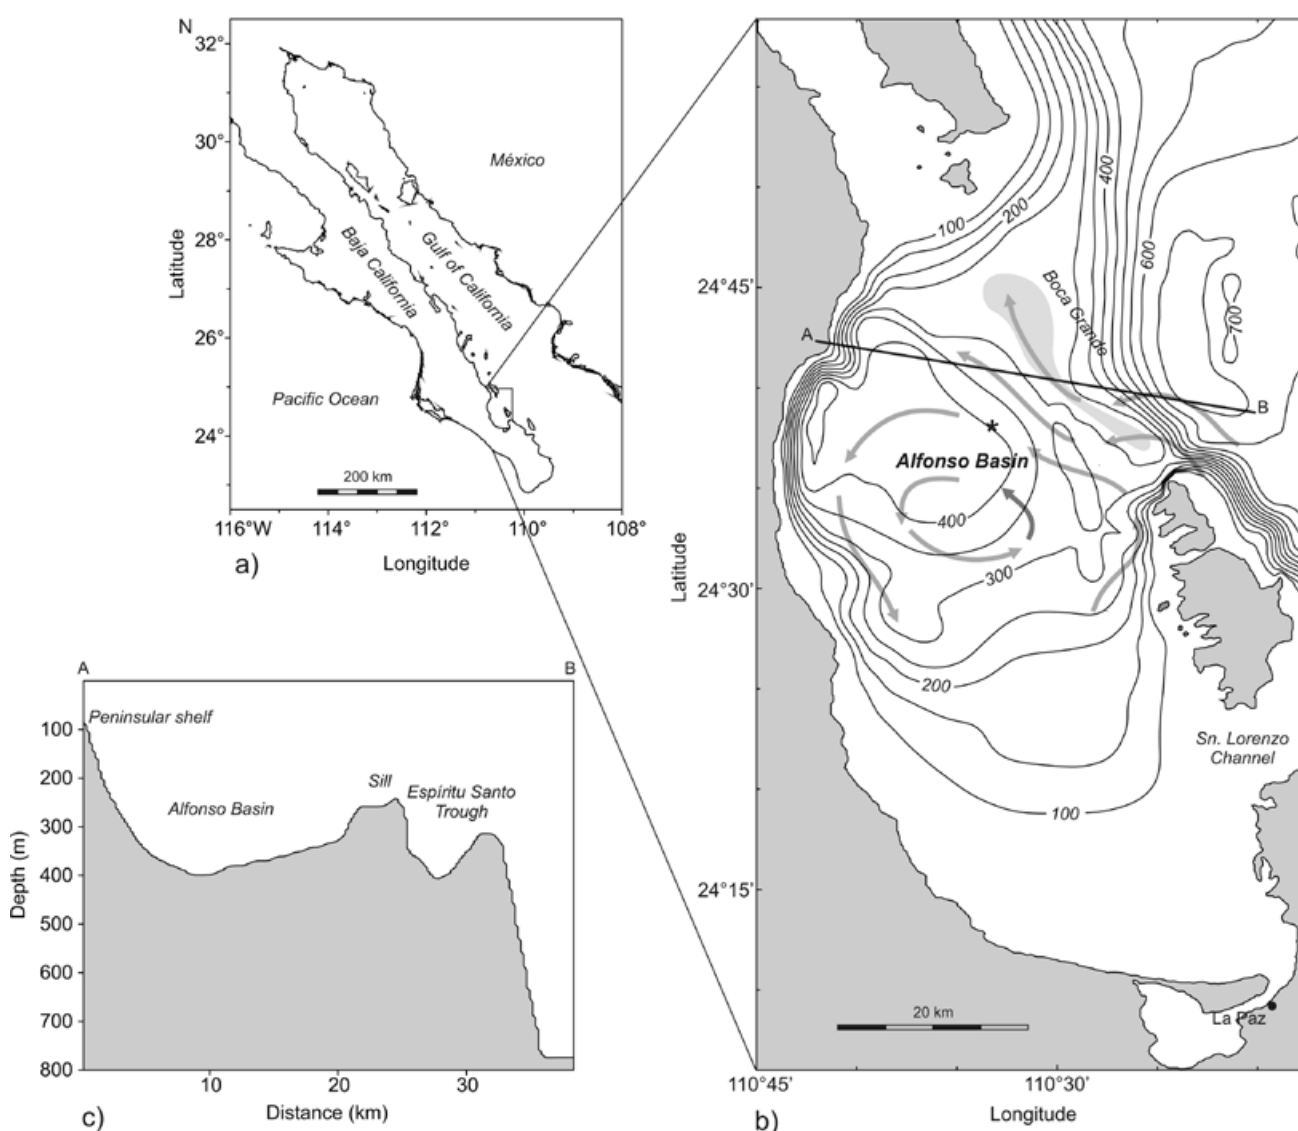 N
32°
30°
28°
26°
24°
Latitude
México
Baja California
Gulf of California
Pacific Ocean
200 km
116°W
114°
112°
110°
108°
Longitude
a)
100
200
400
600
700
24°45'
24°30'
24°15'
Latitude
Boca Grande
A
B
*
Alfonso Basin
400
300
200
100
Sn. Lorenzo
Channel
20 km
La Paz
110°45'
110°30'
Longitude
b)
A
B
Peninsular shelf
Alfonso Basin
Sill
Espíritu Santo
Trough
100
200
300
400
500
600
700
800
Depth (m)
10
20
30
Distance (km)
c)